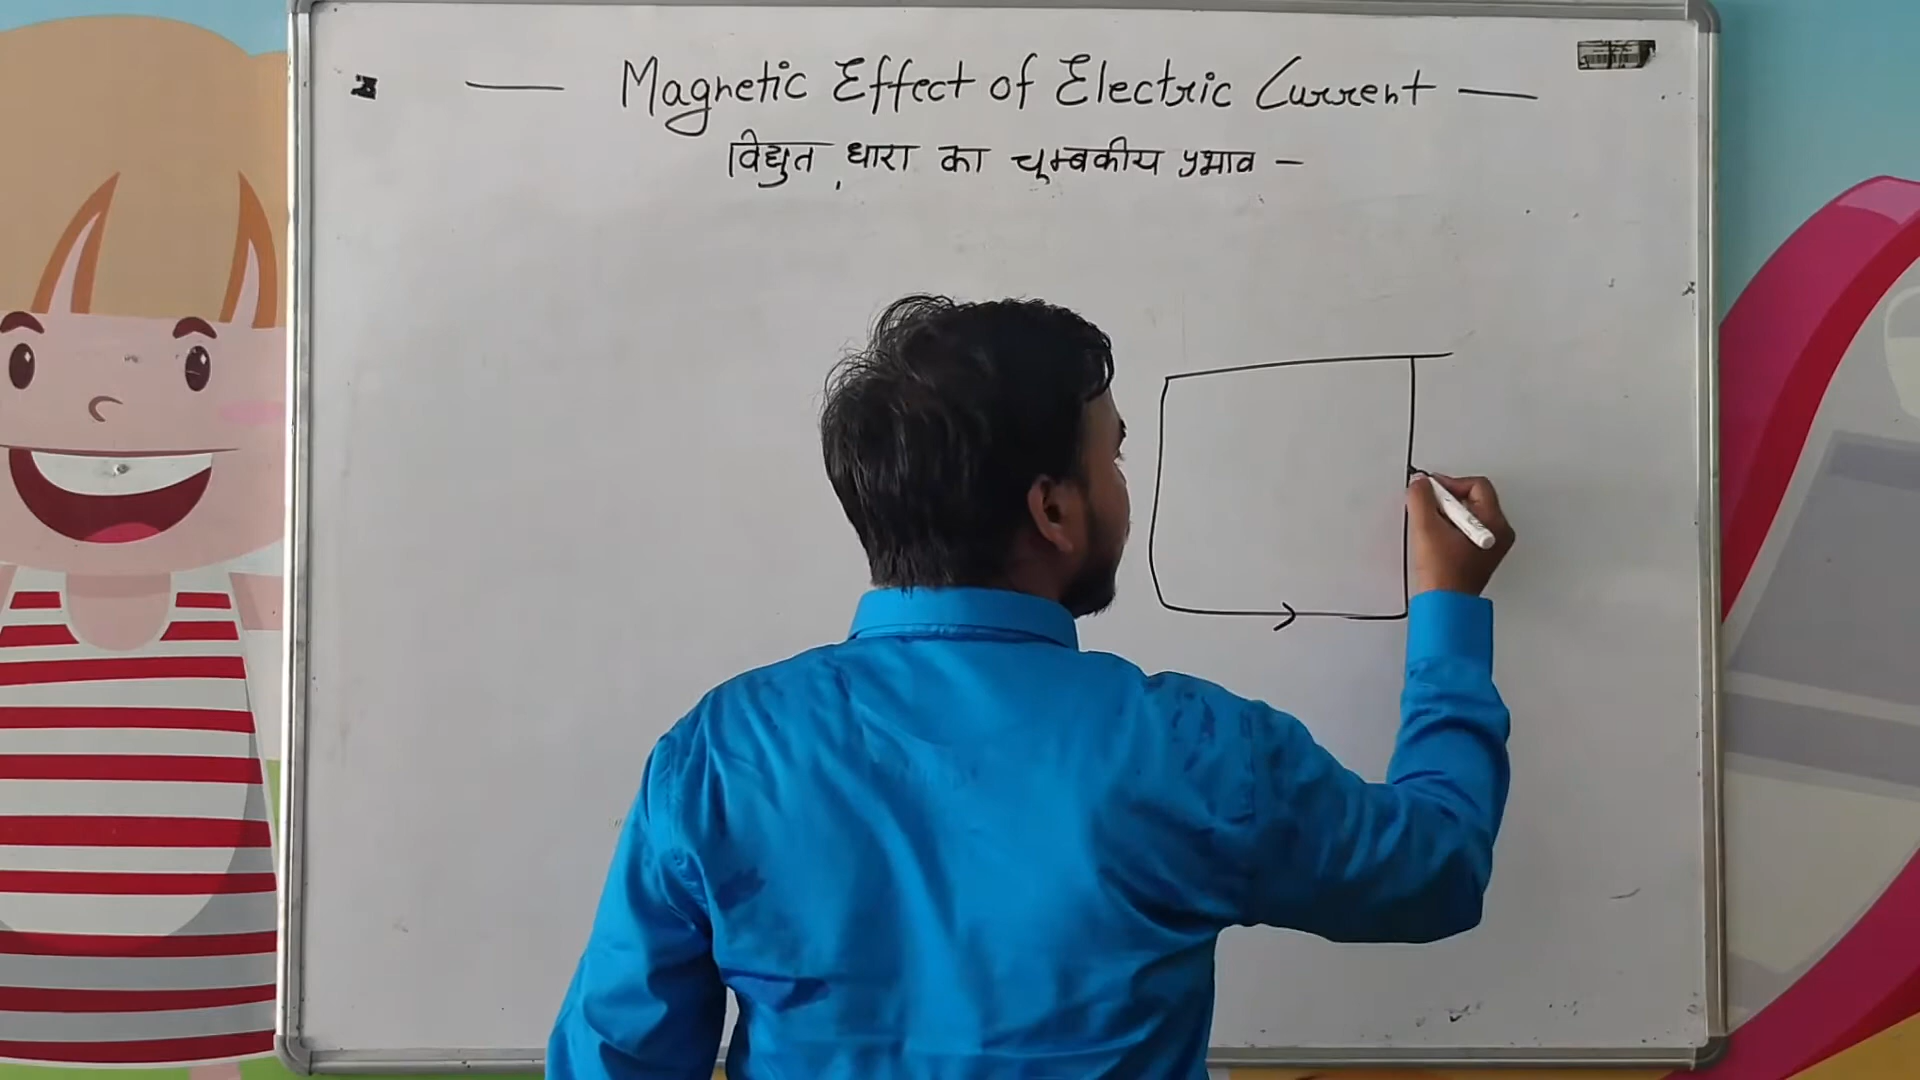 — Magnetic Effect of Electric Current —
विद्युत धारा का चुम्बकीय प्रभाव –